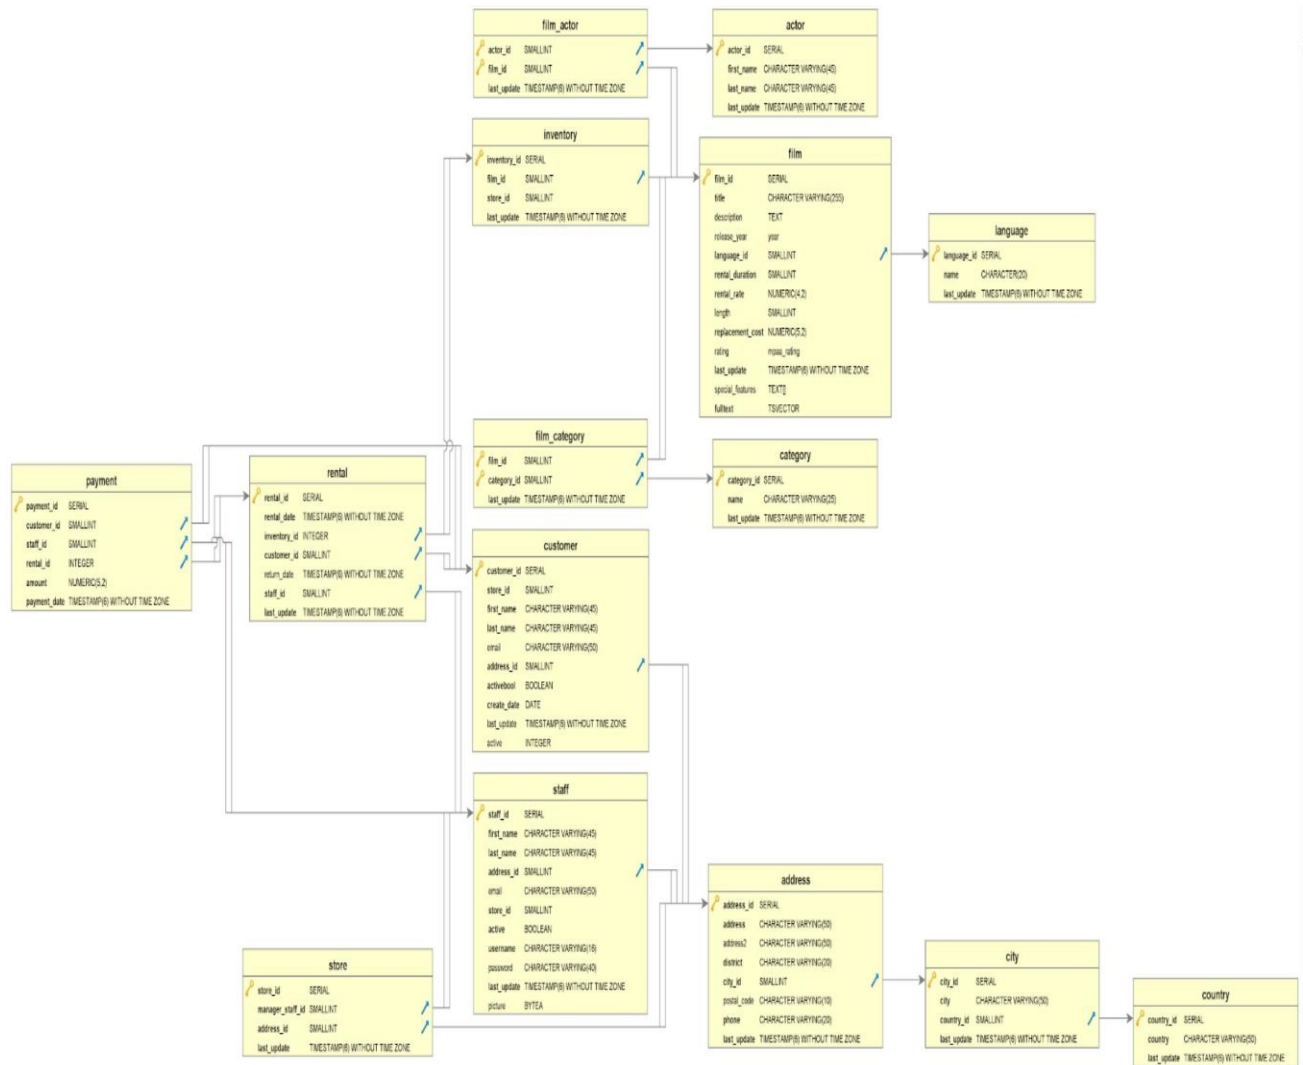 film_actor
actor_id SMALLINT
film_id SMALLINT
last_update TIMESTAMP(6) WITHOUT TIME ZONE
actor
actor_id SERIAL
first_name CHARACTER VARYING(45)
last_name CHARACTER VARYING(45)
last_update TIMESTAMP(6) WITHOUT TIME ZONE
inventory
inventory_id SERIAL
film_id SMALLINT
store_id SMALLINT
last_update TIMESTAMP(6) WITHOUT TIME ZONE
film
film_id SERIAL
title CHARACTER VARYING(255)
description TEXT
release_year year
language_id SMALLINT
rental_duration SMALLINT
rental_rate NUMERIC(4,2)
length SMALLINT
replacement_cost NUMERIC(5,2)
rating mpaa_rating
last_update TIMESTAMP(6) WITHOUT TIME ZONE
special_features TEXT[]
fulltext TSVECTOR
language
language_id SERIAL
name CHARACTER(20)
last_update TIMESTAMP(6) WITHOUT TIME ZONE
film_category
film_id SMALLINT
category_id SMALLINT
last_update TIMESTAMP(6) WITHOUT TIME ZONE
category
category_id SERIAL
name CHARACTER VARYING(25)
last_update TIMESTAMP(6) WITHOUT TIME ZONE
payment
payment_id SERIAL
customer_id SMALLINT
staff_id SMALLINT
rental_id INTEGER
amount NUMERIC(5,2)
payment_date TIMESTAMP(6) WITHOUT TIME ZONE
rental
rental_id SERIAL
rental_date TIMESTAMP(6) WITHOUT TIME ZONE
inventory_id INTEGER
customer_id SMALLINT
return_date TIMESTAMP(6) WITHOUT TIME ZONE
staff_id SMALLINT
last_update TIMESTAMP(6) WITHOUT TIME ZONE
customer
customer_id SERIAL
store_id SMALLINT
first_name CHARACTER VARYING(45)
last_name CHARACTER VARYING(45)
email CHARACTER VARYING(50)
address_id SMALLINT
activebool BOOLEAN
create_date DATE
last_update TIMESTAMP(6) WITHOUT TIME ZONE
active INTEGER
staff
staff_id SERIAL
first_name CHARACTER VARYING(45)
last_name CHARACTER VARYING(45)
address_id SMALLINT
email CHARACTER VARYING(50)
store_id SMALLINT
active BOOLEAN
username CHARACTER VARYING(16)
password CHARACTER VARYING(40)
last_update TIMESTAMP(6) WITHOUT TIME ZONE
picture BYTEA
store
store_id SERIAL
manager_staff_id SMALLINT
address_id SMALLINT
last_update TIMESTAMP(6) WITHOUT TIME ZONE
address
address_id SERIAL
address CHARACTER VARYING(50)
address2 CHARACTER VARYING(50)
district CHARACTER VARYING(20)
city_id SMALLINT
postal_code CHARACTER VARYING(10)
phone CHARACTER VARYING(20)
last_update TIMESTAMP(6) WITHOUT TIME ZONE
city
city_id SERIAL
city CHARACTER VARYING(50)
country_id SMALLINT
last_update TIMESTAMP(6) WITHOUT TIME ZONE
country
country_id SERIAL
country CHARACTER VARYING(50)
last_update TIMESTAMP(6) WITHOUT TIME ZONE